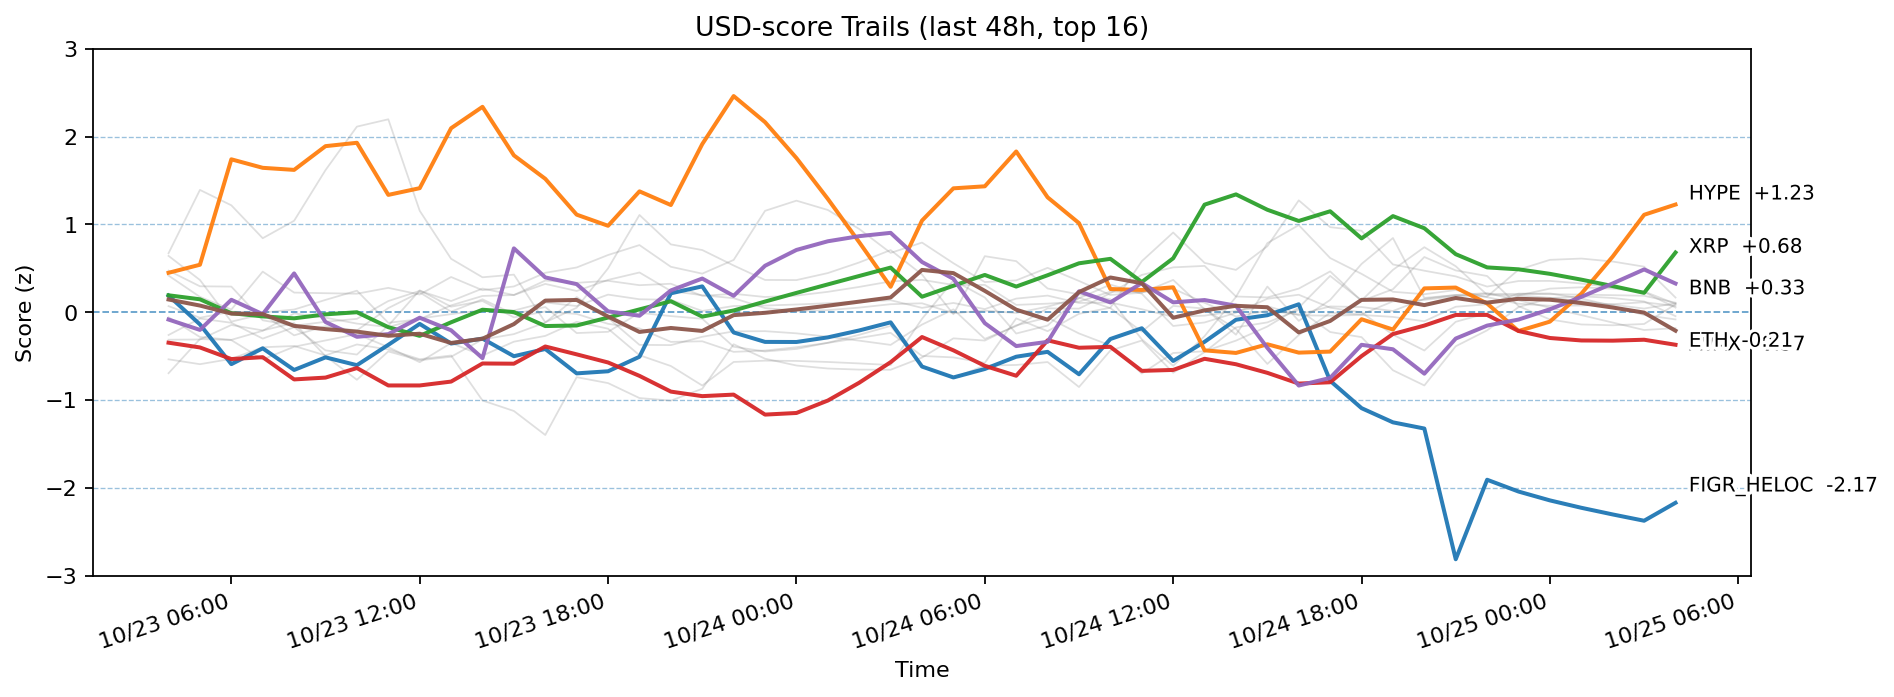 USD-score Trails (last 48h, top 16)
Score (z)
3
2
1
0
−1
−2
−3
HYPE +1.23
XRP +0.68
BNB +0.33
ETH -0.21
FIGR_HELOC -2.17
10/23 06:00
10/23 12:00
10/23 18:00
10/24 00:00
10/24 06:00
10/24 12:00
10/24 18:00
10/25 00:00
10/25 06:00
Time